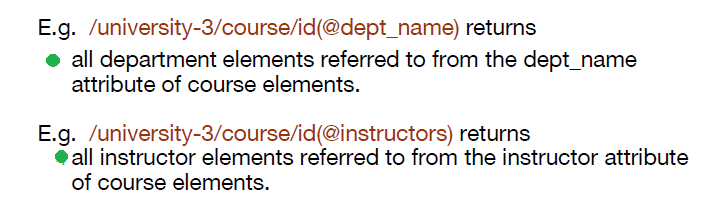 E.g. /university-3/course/id(@dept_name) returns
all department elements referred to from the dept_name
attribute of course elements.
E.g. /university-3/course/id(@instructors) returns
all instructor elements referred to from the instructor attribute
of course elements.